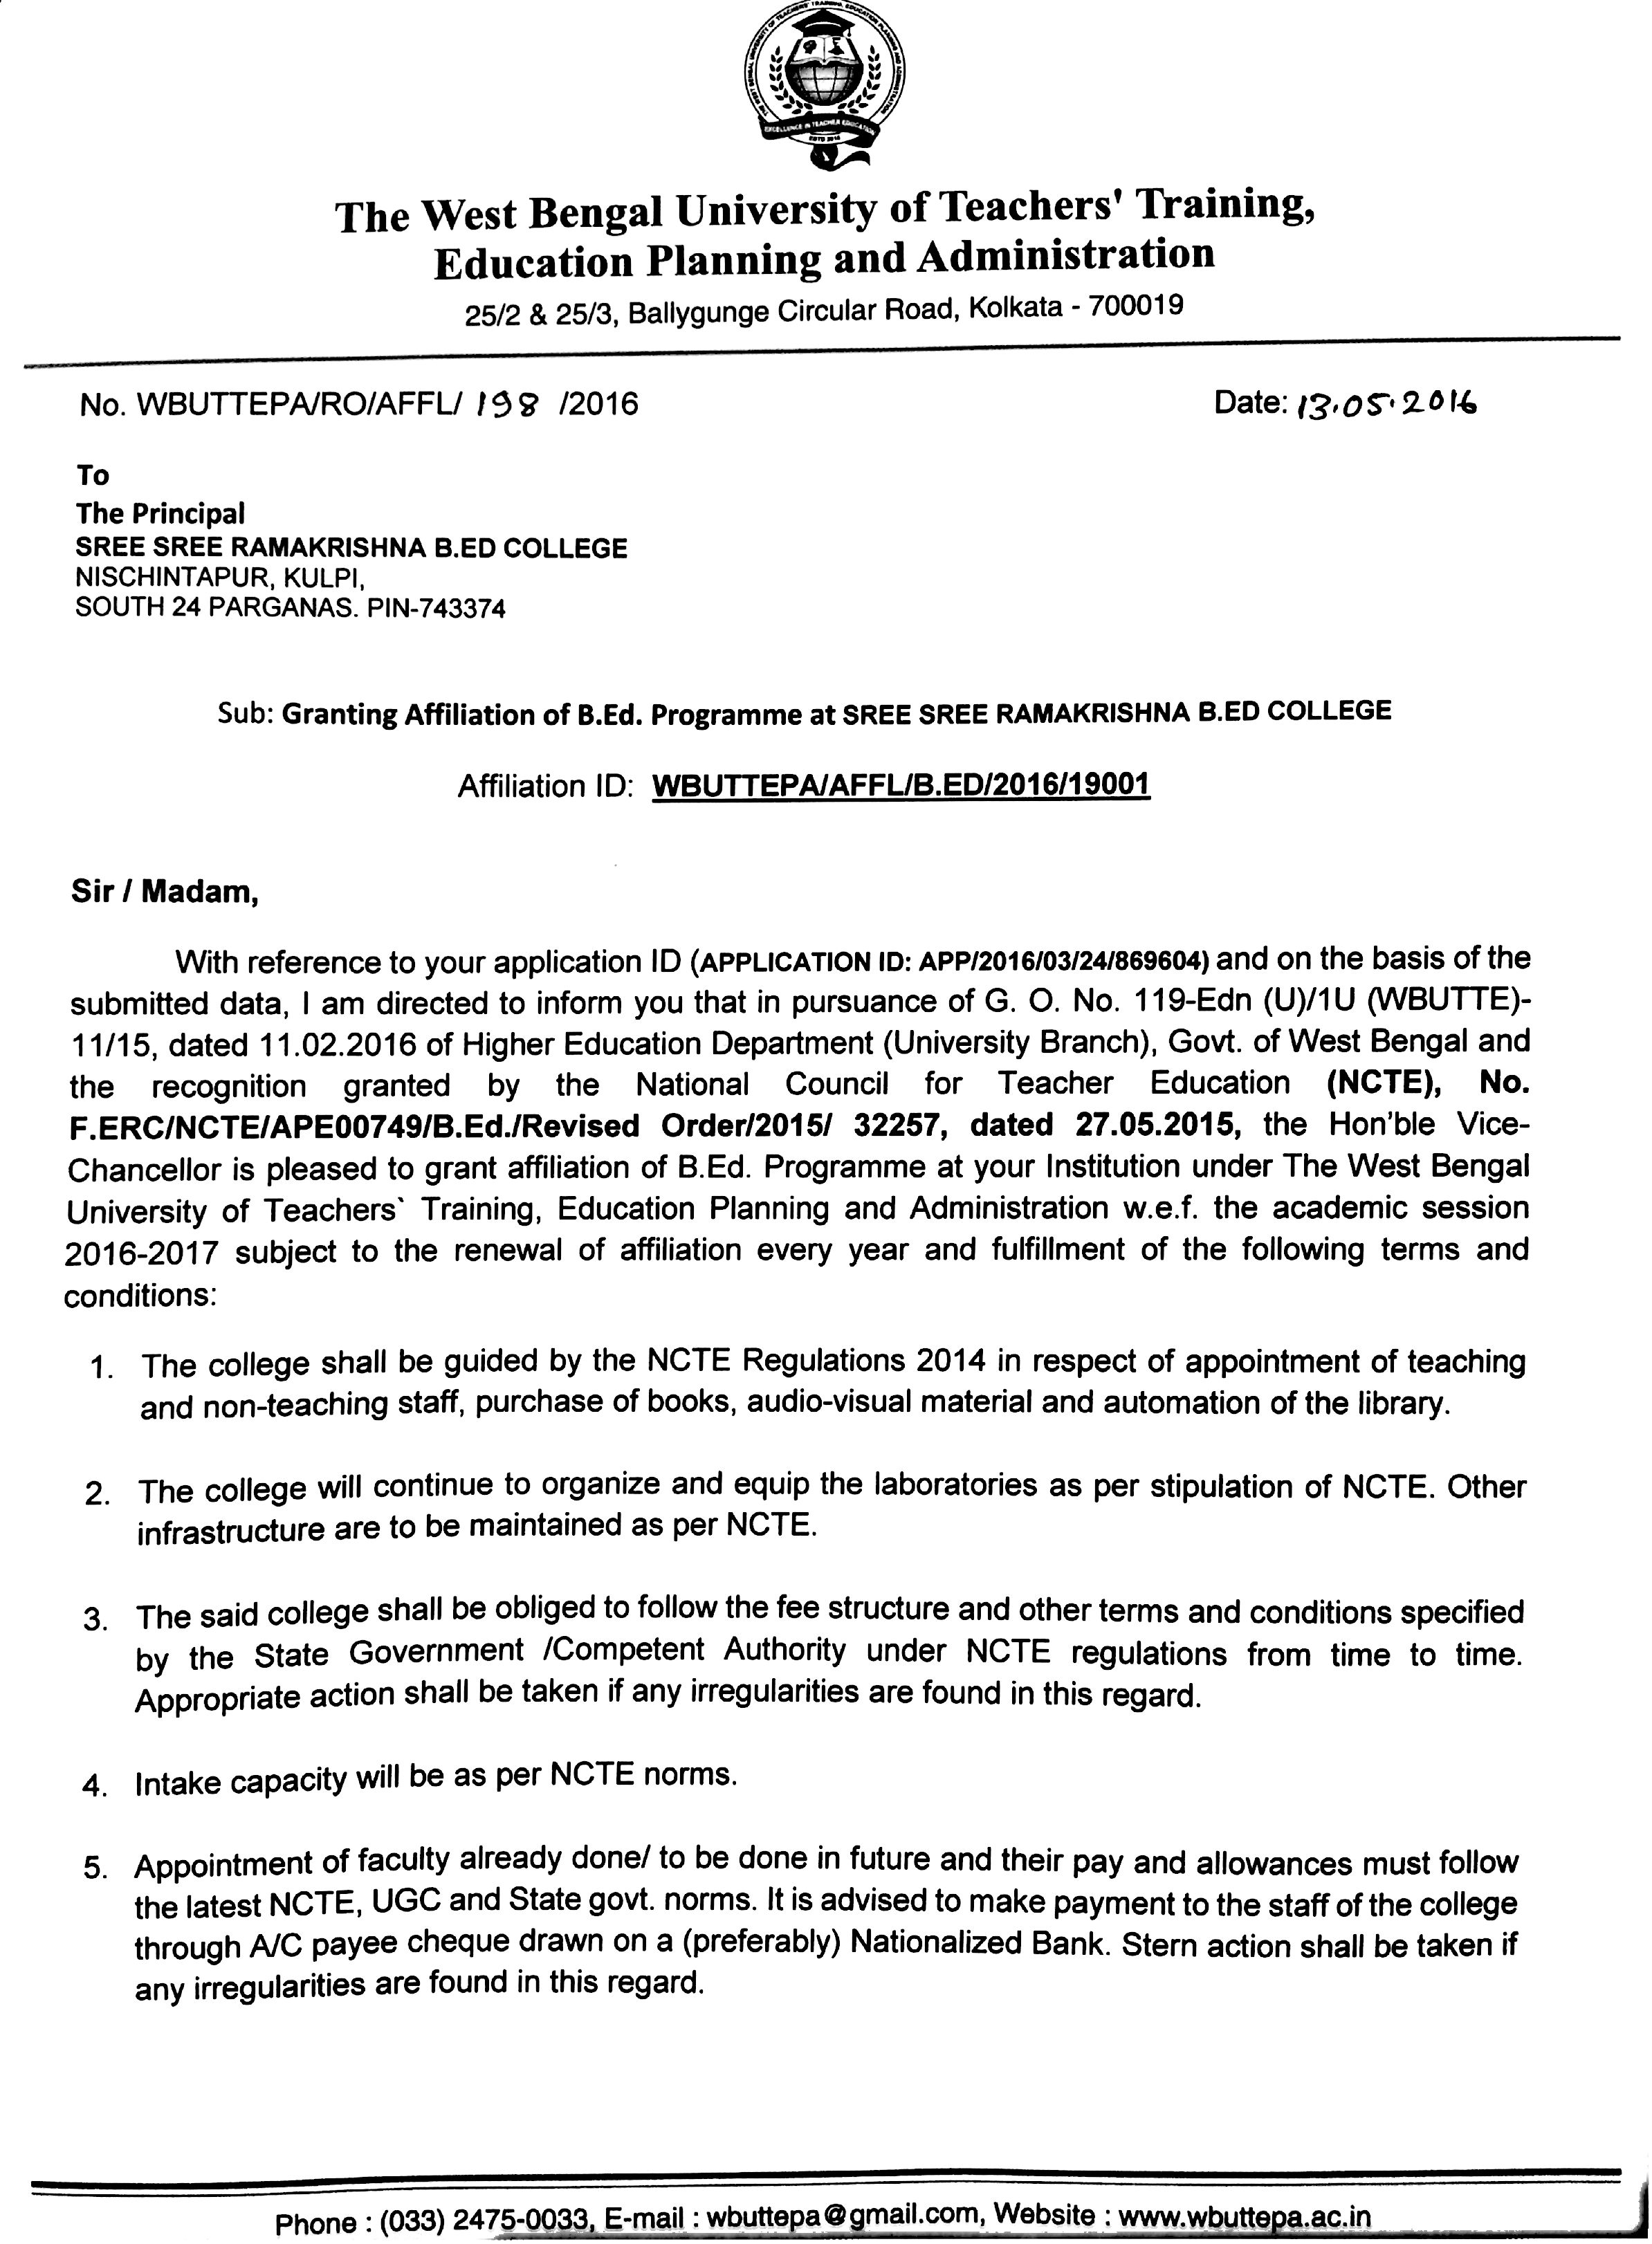 THE WEST BENGAL UNIVERSITY OF TEACHERS' TRAINING, EDUCATION PLANNING AND ADMINISTRATION
EXCELLENCE IN TEACHER EDUCATION
ESTD 2014
The West Bengal University of Teachers' Training,
Education Planning and Administration
25/2 & 25/3, Ballygunge Circular Road, Kolkata - 700019
No. WBUTTEPA/RO/AFFL/ 198 /2016 Date: 13.05.2016
To
The Principal
SREE SREE RAMAKRISHNA B.ED COLLEGE
NISCHINTAPUR, KULPI,
SOUTH 24 PARGANAS. PIN-743374
Sub: Granting Affiliation of B.Ed. Programme at SREE SREE RAMAKRISHNA B.ED COLLEGE
Affiliation ID: WBUTTEPA/AFFL/B.ED/2016/19001
Sir / Madam,
With reference to your application ID (APPLICATION ID: APP/2016/03/24/869604) and on the basis of the
submitted data, I am directed to inform you that in pursuance of G. O. No. 119-Edn (U)/1U (WBUTTE)-
11/15, dated 11.02.2016 of Higher Education Department (University Branch), Govt. of West Bengal and
the recognition granted by the National Council for Teacher Education (NCTE), No.
F.ERC/NCTE/APE00749/B.Ed./Revised Order/2015/ 32257, dated 27.05.2015, the Hon'ble Vice-
Chancellor is pleased to grant affiliation of B.Ed. Programme at your Institution under The West Bengal
University of Teachers` Training, Education Planning and Administration w.e.f. the academic session
2016-2017 subject to the renewal of affiliation every year and fulfillment of the following terms and
conditions:
1. The college shall be guided by the NCTE Regulations 2014 in respect of appointment of teaching
and non-teaching staff, purchase of books, audio-visual material and automation of the library.
2. The college will continue to organize and equip the laboratories as per stipulation of NCTE. Other
infrastructure are to be maintained as per NCTE.
3. The said college shall be obliged to follow the fee structure and other terms and conditions specified
by the State Government /Competent Authority under NCTE regulations from time to time.
Appropriate action shall be taken if any irregularities are found in this regard.
4. Intake capacity will be as per NCTE norms.
5. Appointment of faculty already done/ to be done in future and their pay and allowances must follow
the latest NCTE, UGC and State govt. norms. It is advised to make payment to the staff of the college
through A/C payee cheque drawn on a (preferably) Nationalized Bank. Stern action shall be taken if
any irregularities are found in this regard.
Phone : (033) 2475-0033, E-mail : wbuttepa@gmail.com, Website : www.wbuttepa.ac.in